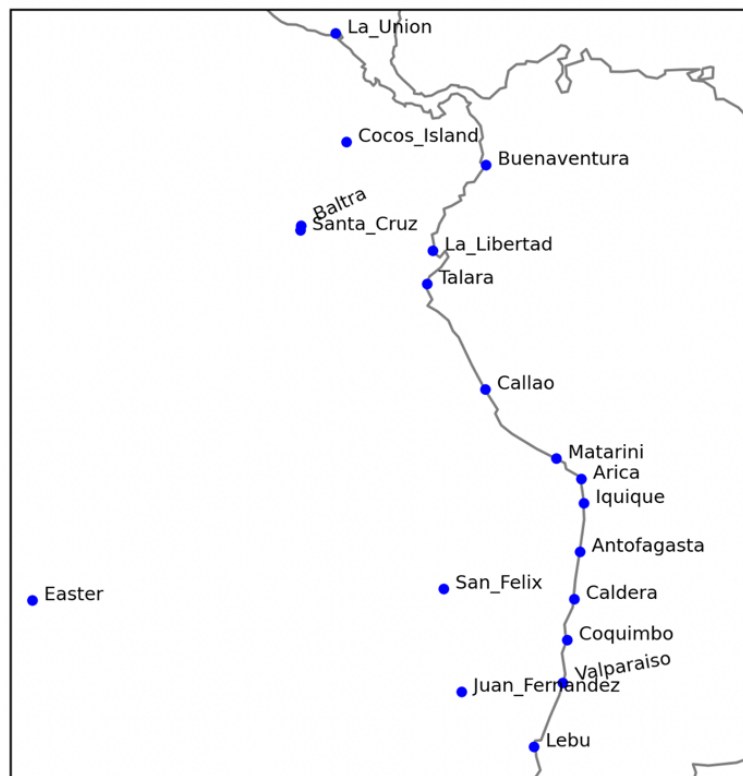 La_Union
Cocos_Island
Buenaventura
Baltra
Santa_Cruz
La_Libertad
Talara
Callao
Matarini
Arica
Iquique
Antofagasta
San_Felix
Caldera
Easter
Coquimbo
Valparaiso
Juan_Fernandez
Lebu